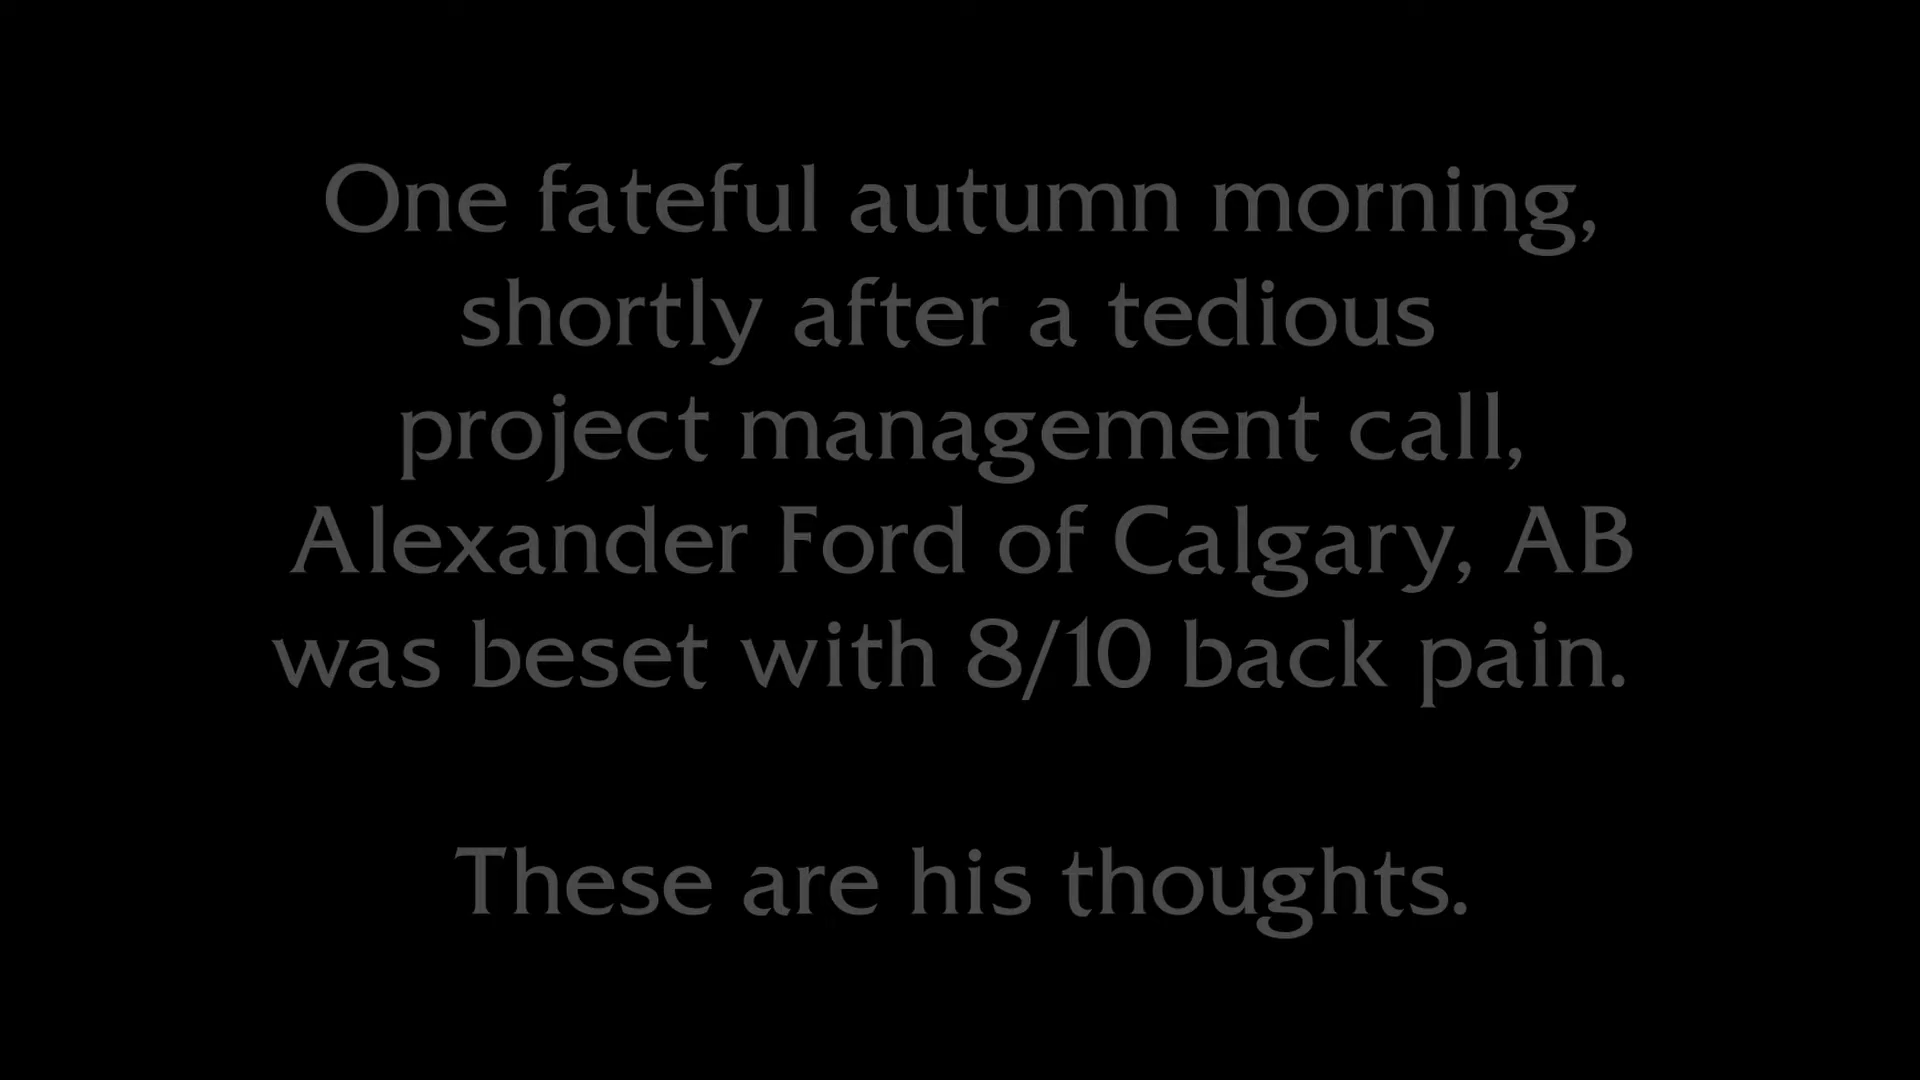 One fateful autumn morning,
shortly after a tedious
project management call,
Alexander Ford of Calgary, AB
was beset with 8/10 back pain.
These are his thoughts.